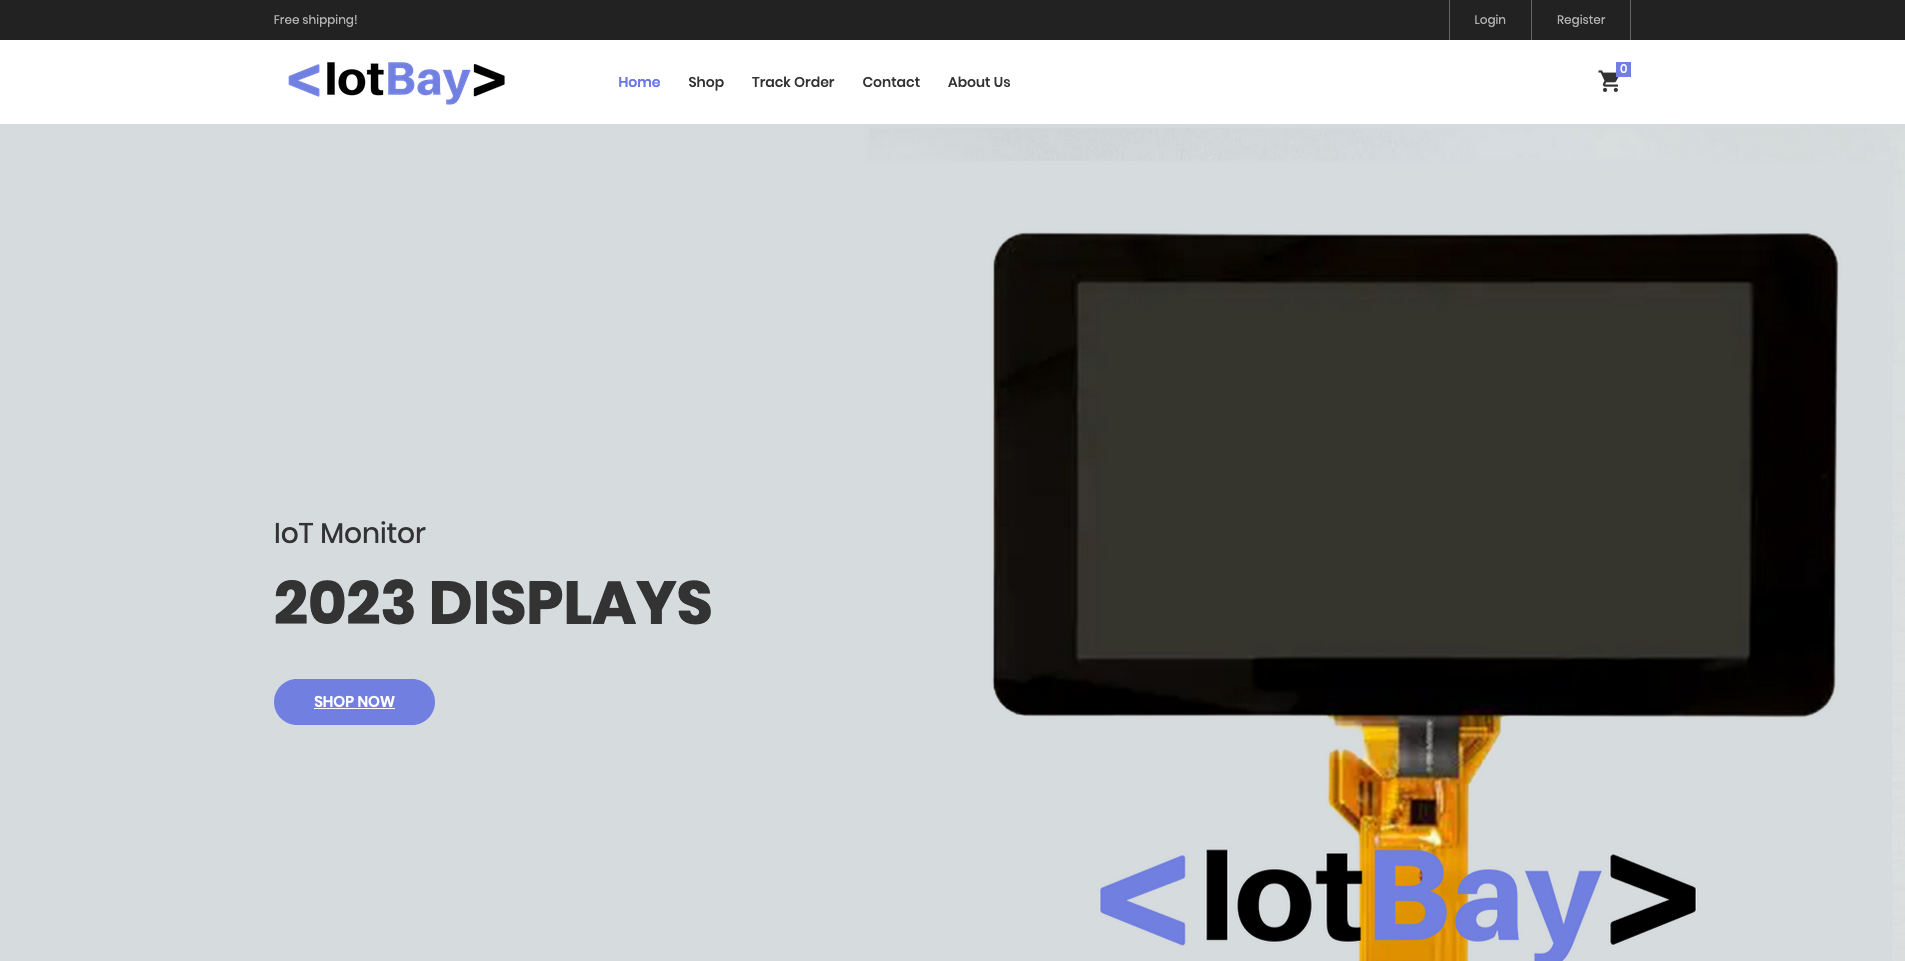 Free shipping!
Login
Register
<IotBay>
Home
Shop
Track Order
Contact
About Us
0
IoT Monitor
2023 DISPLAYS
SHOP NOW
<IotBay>